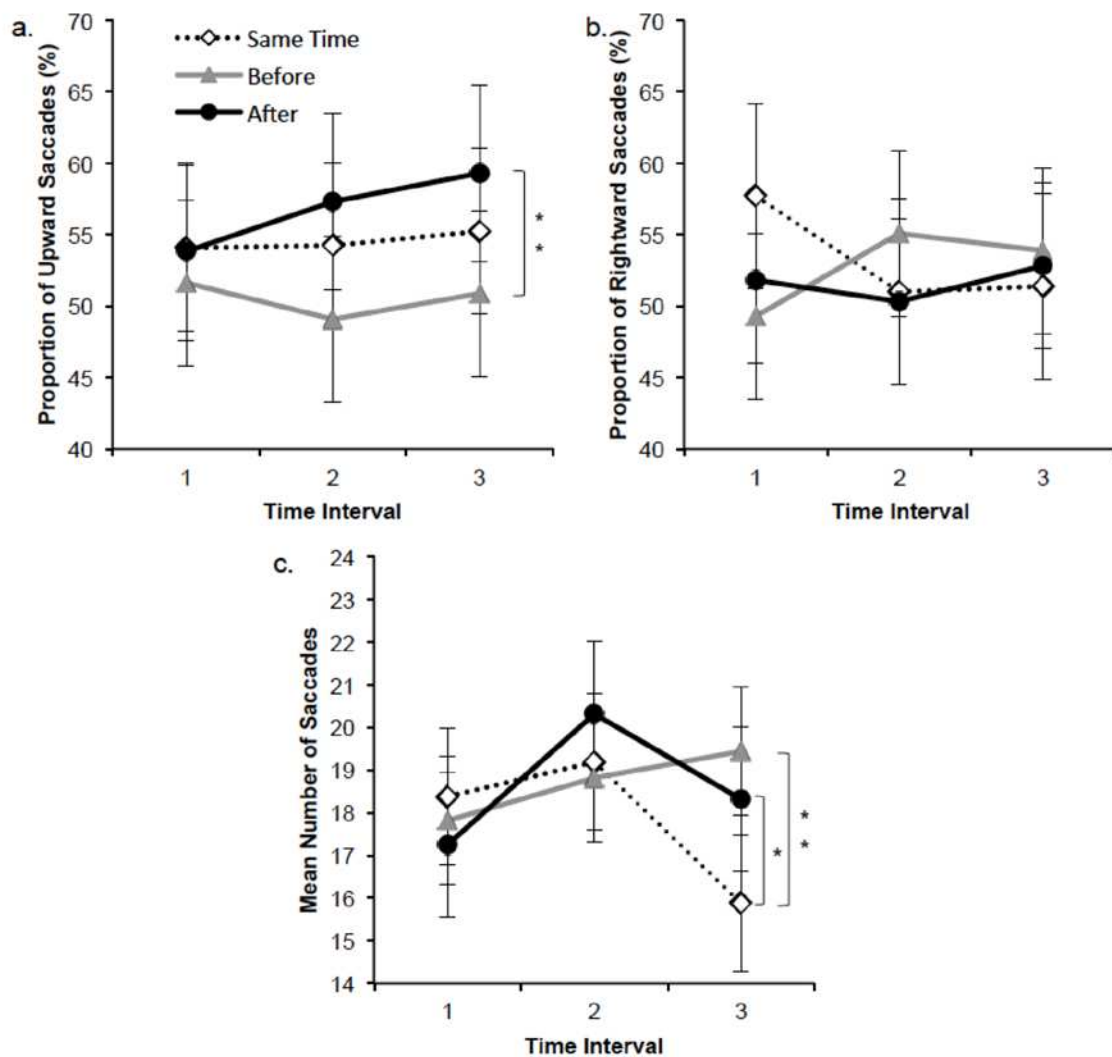 a.
Proportion of Upward Saccades (%)
70
65
60
55
50
45
40
Same Time
Before
After
*
*
1 2 3
Time Interval
b.
Proportion of Rightward Saccades (%)
70
65
60
55
50
45
40
1 2 3
Time Interval
c.
Mean Number of Saccades
24
23
22
21
20
19
18
17
16
15
14
*
*
*
1 2 3
Time Interval